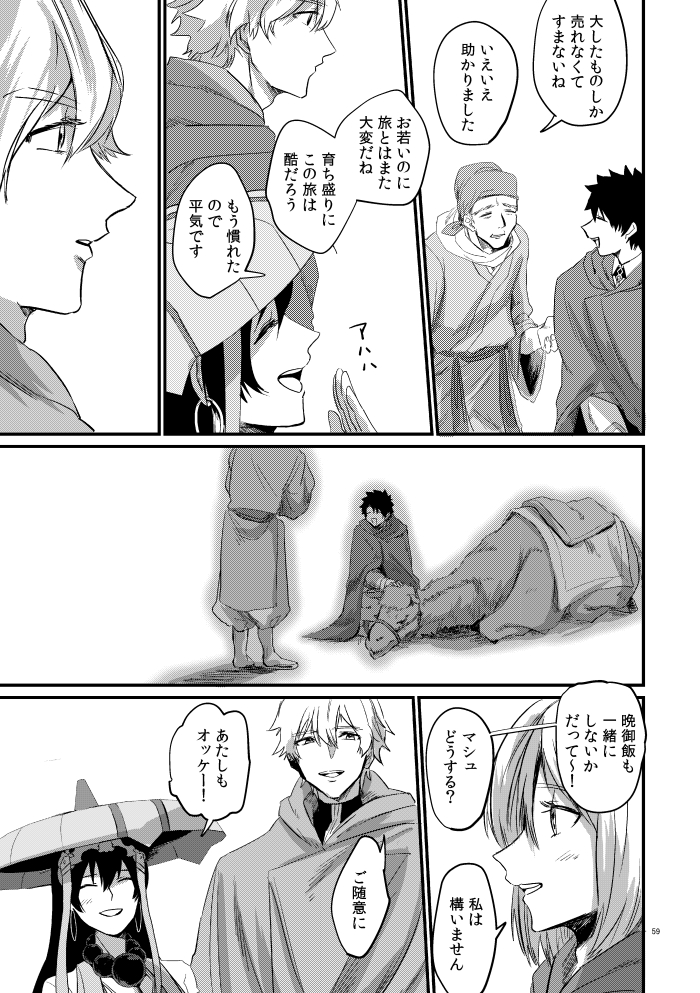 大したものしか
売れなくて
すまないね
いえいえ
助かりました
お若いのに
旅とはまた
大変だね
育ち盛りに
この旅は
酷だろう
もう慣れた
ので
平気です
アハハ
晩御飯も
一緒に
しないか
だって～！
マシュ
どうする？
私は
構いません
ご随意に
あたしも
オッケー！
59